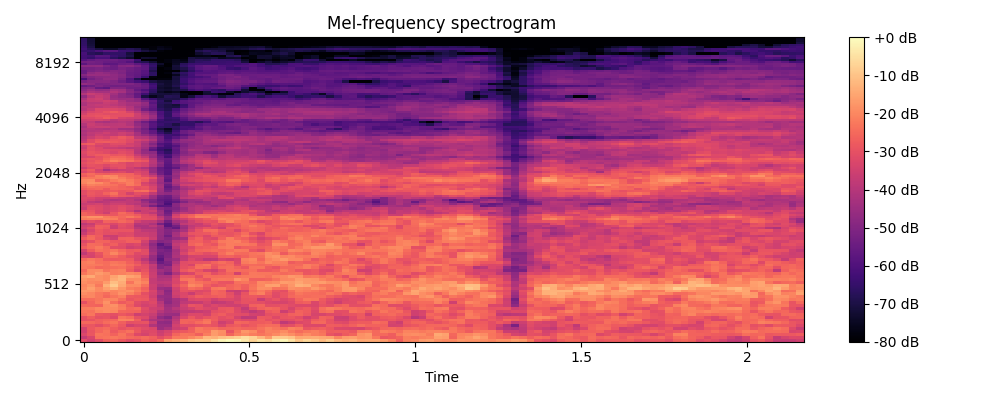 Mel-frequency spectrogram
Hz
8192
4096
2048
1024
512
0
0
0.5
1
1.5
2
Time
+0 dB
-10 dB
-20 dB
-30 dB
-40 dB
-50 dB
-60 dB
-70 dB
-80 dB